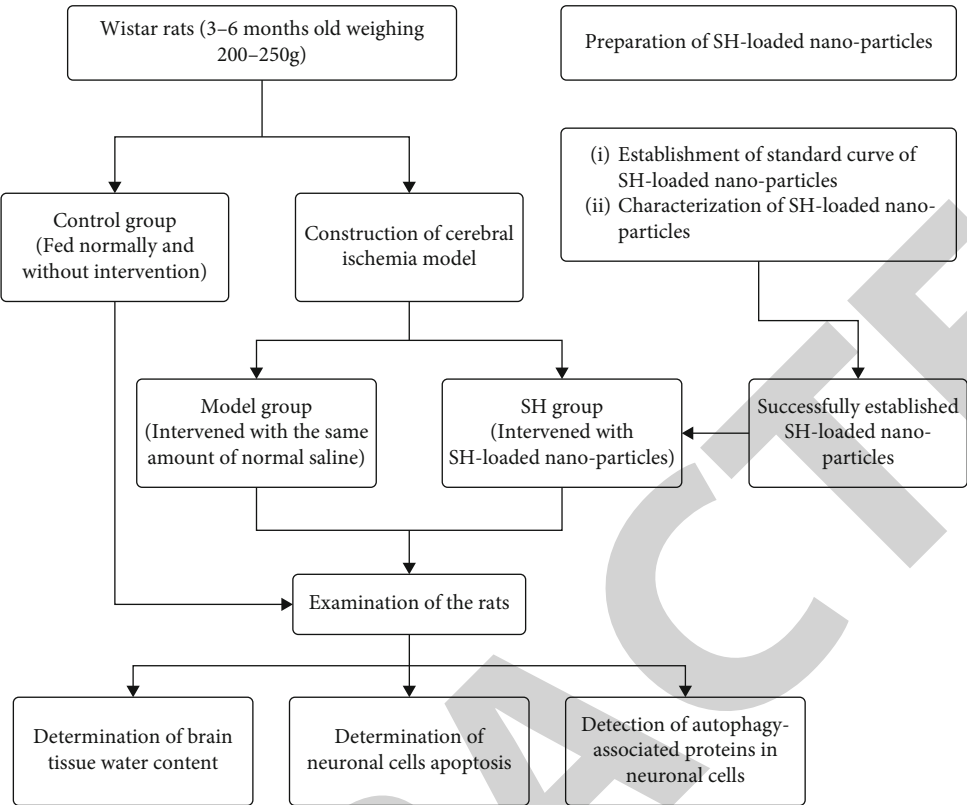 Wistar rats (3–6 months old weighing
200–250g)
Preparation of SH-loaded nano-particles
(i) Establishment of standard curve of
SH-loaded nano-particles
(ii) Characterization of SH-loaded nano-
particles
Control group
(Fed normally and
without intervention)
Construction of cerebral
ischemia model
Model group
(Intervened with the same
amount of normal saline)
SH group
(Intervened with
SH-loaded nano-particles)
Successfully established
SH-loaded nano-
particles
Examination of the rats
Determination of brain
tissue water content
Determination of
neuronal cells apoptosis
Detection of autophagy-
associated proteins in
neuronal cells
ACTE